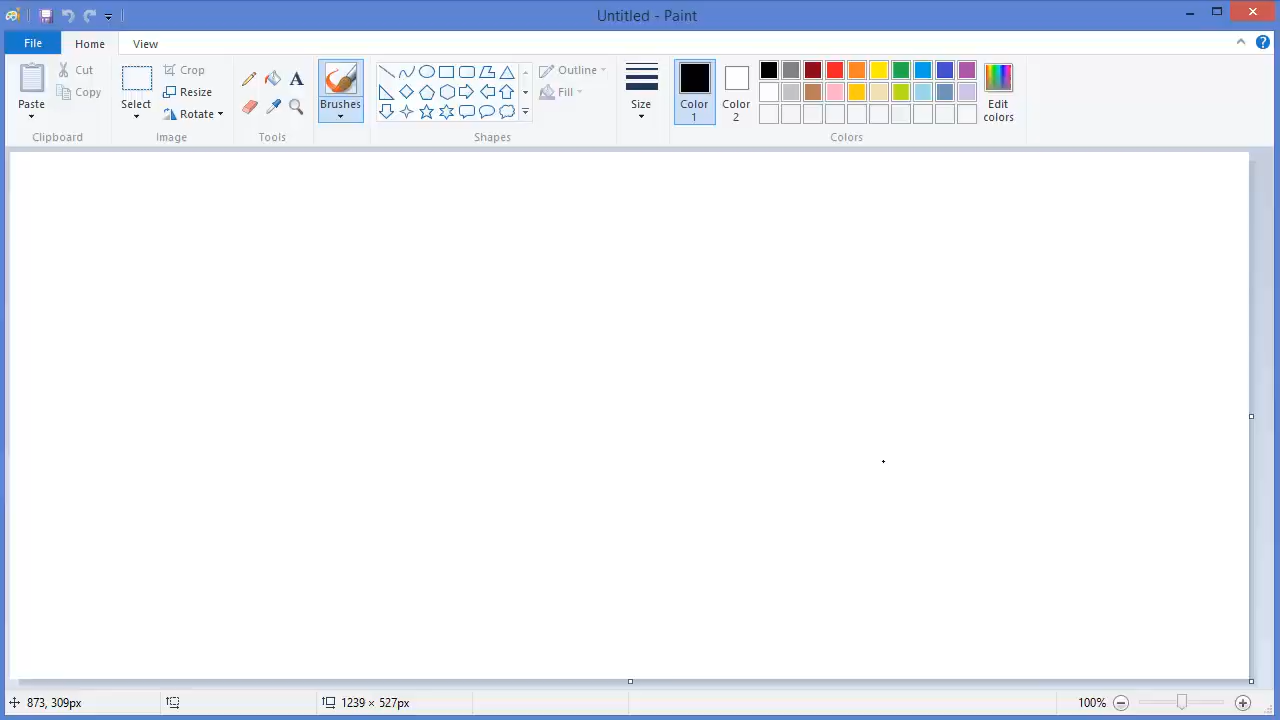 Untitled - Paint
File Home View
Paste
Cut
Copy
Clipboard
Select
Crop
Resize
Rotate
Image
A
Tools
Brushes
Shapes
Outline
Fill
Size
Color 1
Color 2
Edit colors
Colors
873, 309px
1239 × 527px
100%